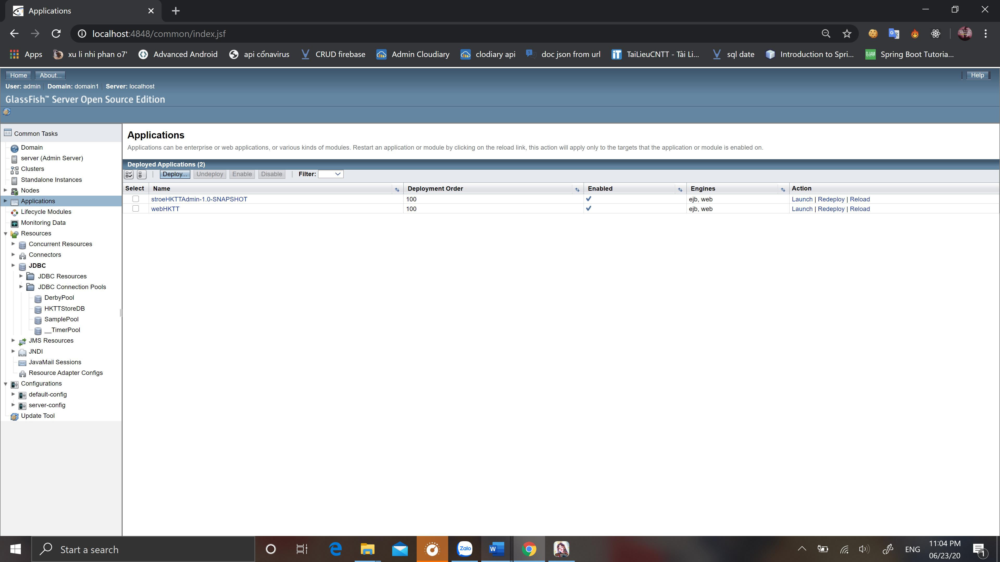 Applications
localhost:4848/common/index.jsf
Apps
xu li nhi phan o7'
Advanced Android
api cổnavirus
CRUD firebase
Admin Cloudiary
clodiary api
doc json from url
TaiLieuCNTT - Tài Li...
sql date
Introduction to Spri...
Spring Boot Tutoria...
Home
About...
Help
User: admin
Domain: domain1
Server: localhost
GlassFish™ Server Open Source Edition
Common Tasks
Domain
server (Admin Server)
Clusters
Standalone Instances
Nodes
Applications
Lifecycle Modules
Monitoring Data
Resources
Concurrent Resources
Connectors
JDBC
JDBC Resources
JDBC Connection Pools
DerbyPool
HKTTStoreDB
SamplePool
__TimerPool
JMS Resources
JNDI
JavaMail Sessions
Resource Adapter Configs
Configurations
default-config
server-config
Update Tool
Applications
Applications can be enterprise or web applications, or various kinds of modules. Restart an application or module by clicking on the reload link, this action will apply only to the targets that the application or module is enabled on.
Deployed Applications (2)
Deploy... Undeploy Enable Disable Filter:
Select Name Deployment Order Enabled Engines Action
stroeHKTTAdmin-1.0-SNAPSHOT 100 ejb, web Launch | Redeploy | Reload
webHKTT 100 ejb, web Launch | Redeploy | Reload
Start a search
Zalo
W
ENG
11:04 PM
06/23/20
1